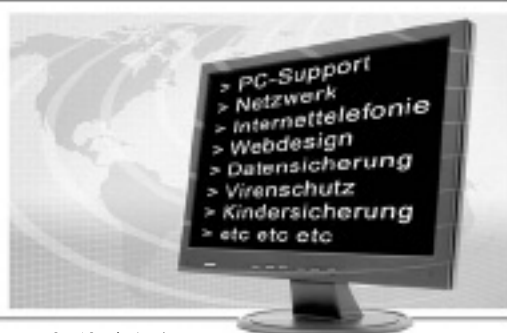 > PC-Support
> Netzwerk
> Internettelefonie
> Webdesign
> Datensicherung
> Virenschutz
> Kindersicherung
> etc etc etc